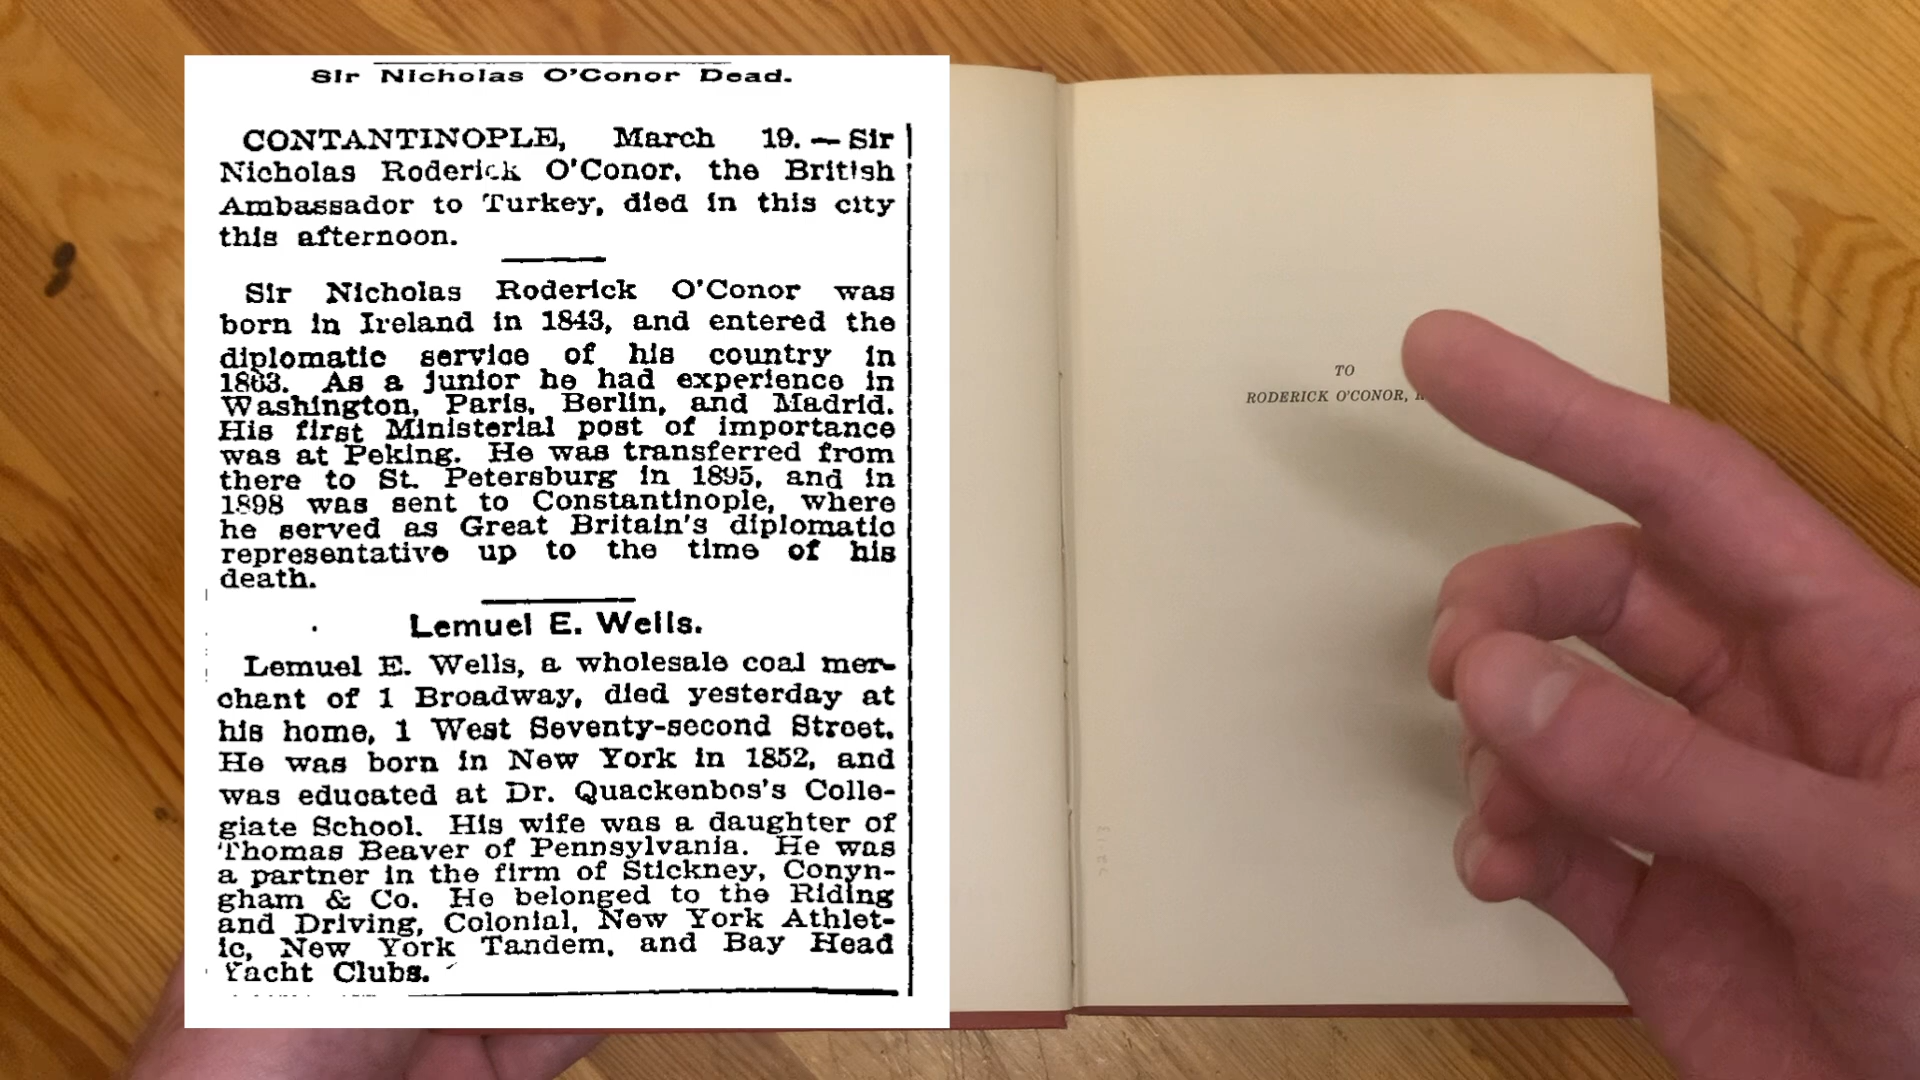 Sir Nicholas O'Conor Dead.
CONTANTINOPLE, March 19. — Sir
Nicholas Roderick O'Conor, the British
Ambassador to Turkey, died in this city
this afternoon.
Sir Nicholas Roderick O'Conor was
born in Ireland in 1843, and entered the
diplomatic service of his country in
1863. As a junior he had experience in
Washington, Paris, Berlin, and Madrid.
His first Ministerial post of importance
was at Peking. He was transferred from
there to St. Petersburg in 1895, and in
1898 was sent to Constantinople, where
he served as Great Britain's diplomatic
representative up to the time of his
death.
Lemuel E. Wells.
Lemuel E. Wells, a wholesale coal mer-
chant of 1 Broadway, died yesterday at
his home, 1 West Seventy-second Street.
He was born in New York in 1852, and
was educated at Dr. Quackenbos's Colle-
giate School. His wife was a daughter of
Thomas Beaver of Pennsylvania. He was
a partner in the firm of Stickney, Conyn-
gham & Co. He belonged to the Riding
and Driving, Colonial, New York Athlet-
ic, New York Tandem, and Bay Head
Yacht Clubs.
TO
RODERICK O'CONOR,